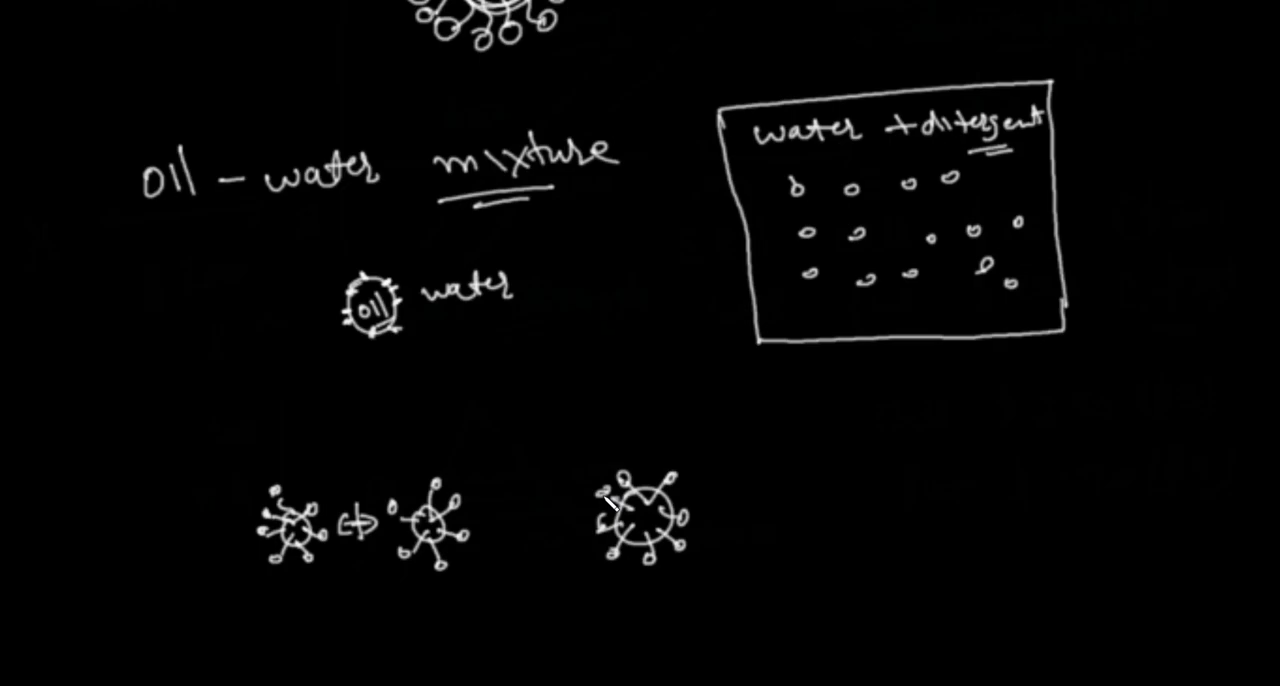 oil - water mixture
water + ditergent
oil water